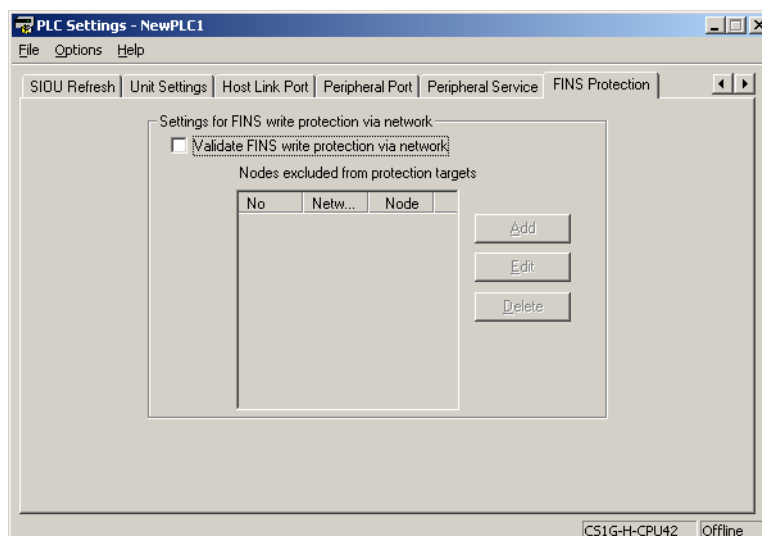 PLC Settings - NewPLC1
File Options Help
SIOU Refresh Unit Settings Host Link Port Peripheral Port Peripheral Service FINS Protection
Settings for FINS write protection via network
Validate FINS write protection via network
Nodes excluded from protection targets
No Netw... Node
Add
Edit
Delete
CS1G-H-CPU42 Offline